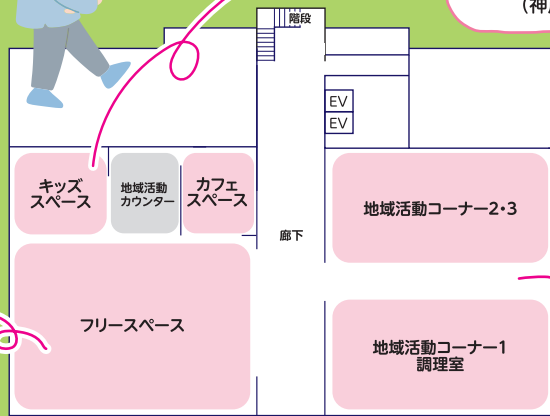 (神戸
階段
EV
EV
キッズ
スペース
地域活動
カウンター
カフェ
スペース
地域活動コーナー2・3
廊下
フリースペース
地域活動コーナー1
調理室